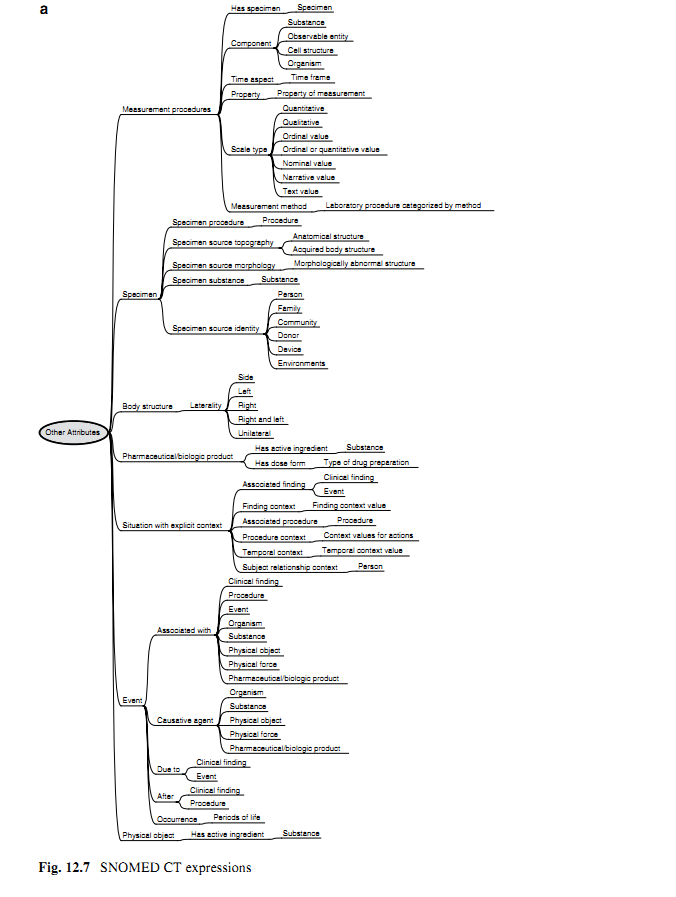 a
Has specimen Specimen
Substance
Observable entity
Component
Cell structure
Organism
Time aspect Time frame
Property Property of measurement
Measurement procedures
Quantitative
Qualitative
Ordinal value
Scale type Ordinal or quantitative value
Nominal value
Narrative value
Text value
Measurement method Laboratory procedure categorized by method
Specimen procedure Procedure
Anatomical structure
Specimen source topography
Acquired body structure
Specimen source morphology Morphologically abnormal structure
Specimen substance Substance
Specimen
Person
Family
Community
Specimen source identity
Donor
Device
Environments
Side
Left
Body structure Laterality Right
Right and left
Unilateral
Other Attributes
Has active ingredient Substance
Pharmaceutical/biologic product
Has dose form Type of drug preparation
Clinical finding
Associated finding
Event
Finding context Finding context value
Situation with explicit context
Associated procedure Procedure
Procedure context Context values for actions
Temporal context Temporal context value
Subject relationship context Person
Clinical finding
Procedure
Event
Organism
Associated with
Substance
Physical object
Physical force
Pharmaceutical/biologic product
Organism
Event
Substance
Causative agent Physical object
Physical force
Pharmaceutical/biologic product
Clinical finding
Due to
Event
Clinical finding
After
Procedure
Occurrence Periods of life
Physical object Has active ingredient Substance
Fig. 12.7 SNOMED CT expressions